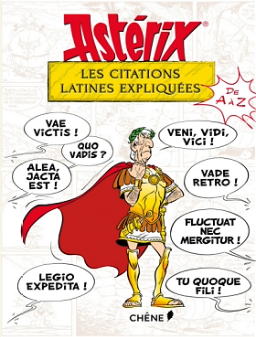 Astérix
LES CITATIONS
LATINES EXPLIQUÉES
DE
A à Z
VAE
VICTIS !
QUO
VADIS ?
ALEA,
JACTA
EST !
LEGIO
EXPEDITA !
VENI, VIDI,
VICI !
VADE
RETRO !
FLUCTUAT
NEC
MERGITUR !
TU QUOQUE
FILI !
CHÊNE